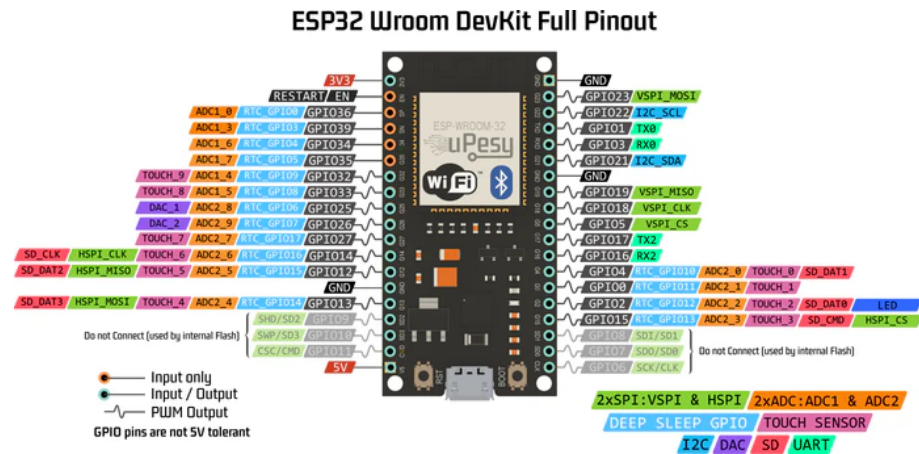 ESP32 Wroom DevKit Full Pinout
3V3
RESTART EN
ADC1_0 RTC_GPIO0 GPIO36
ADC1_3 RTC_GPIO3 GPIO39
ADC1_6 RTC_GPIO4 GPIO34
ADC1_7 RTC_GPIO5 GPIO35
TOUCH_9 ADC1_4 RTC_GPIO9 GPIO32
TOUCH_8 ADC1_5 RTC_GPIO8 GPIO33
DAC_1 ADC2_8 RTC_GPIO6 GPIO25
DAC_2 ADC2_9 RTC_GPIO7 GPIO26
TOUCH_7 ADC2_7 RTC_GPIO17 GPIO27
SD_CLK HSPI_CLK TOUCH_6 ADC2_6 RTC_GPIO16 GPIO14
SD_DAT2 HSPI_MISO TOUCH_5 ADC2_5 RTC_GPIO15 GPIO12
GND
SD_DAT3 HSPI_MOSI TOUCH_4 ADC2_4 RTC_GPIO14 GPIO13
SHD/SD2 GPIO9
SWP/SD3 GPIO10
CSC/CMD GPIO11
Do not Connect (used by internal Flash)
5V
ESP-WROOM-32
uPesy
WiFi
RST
BOOT
GND
GPIO23 VSPI_MOSI
GPIO22 I2C_SCL
GPIO1 TX0
GPIO3 RX0
GPIO21 I2C_SDA
GND
GPIO19 VSPI_MISO
GPIO18 VSPI_CLK
GPIO5 VSPI_CS
GPIO17 TX2
GPIO16 RX2
GPIO4 RTC_GPIO10 ADC2_0 TOUCH_0 SD_DAT1
GPIO0 RTC_GPIO11 ADC2_1 TOUCH_1
GPIO2 RTC_GPIO12 ADC2_2 TOUCH_2 SD_DAT0 LED
GPIO15 RTC_GPIO13 ADC2_3 TOUCH_3 SD_CMD HSPI_CS
GPIO8 SDI/SD1
GPIO7 SDO/SD0
GPIO6 SCK/CLK
Do not Connect (used by internal Flash)
Input only
Input / Output
PWM Output
GPIO pins are not 5V tolerant
2xSPI:VSPI & HSPI 2xADC:ADC1 & ADC2
DEEP SLEEP GPIO TOUCH SENSOR
I2C DAC SD UART